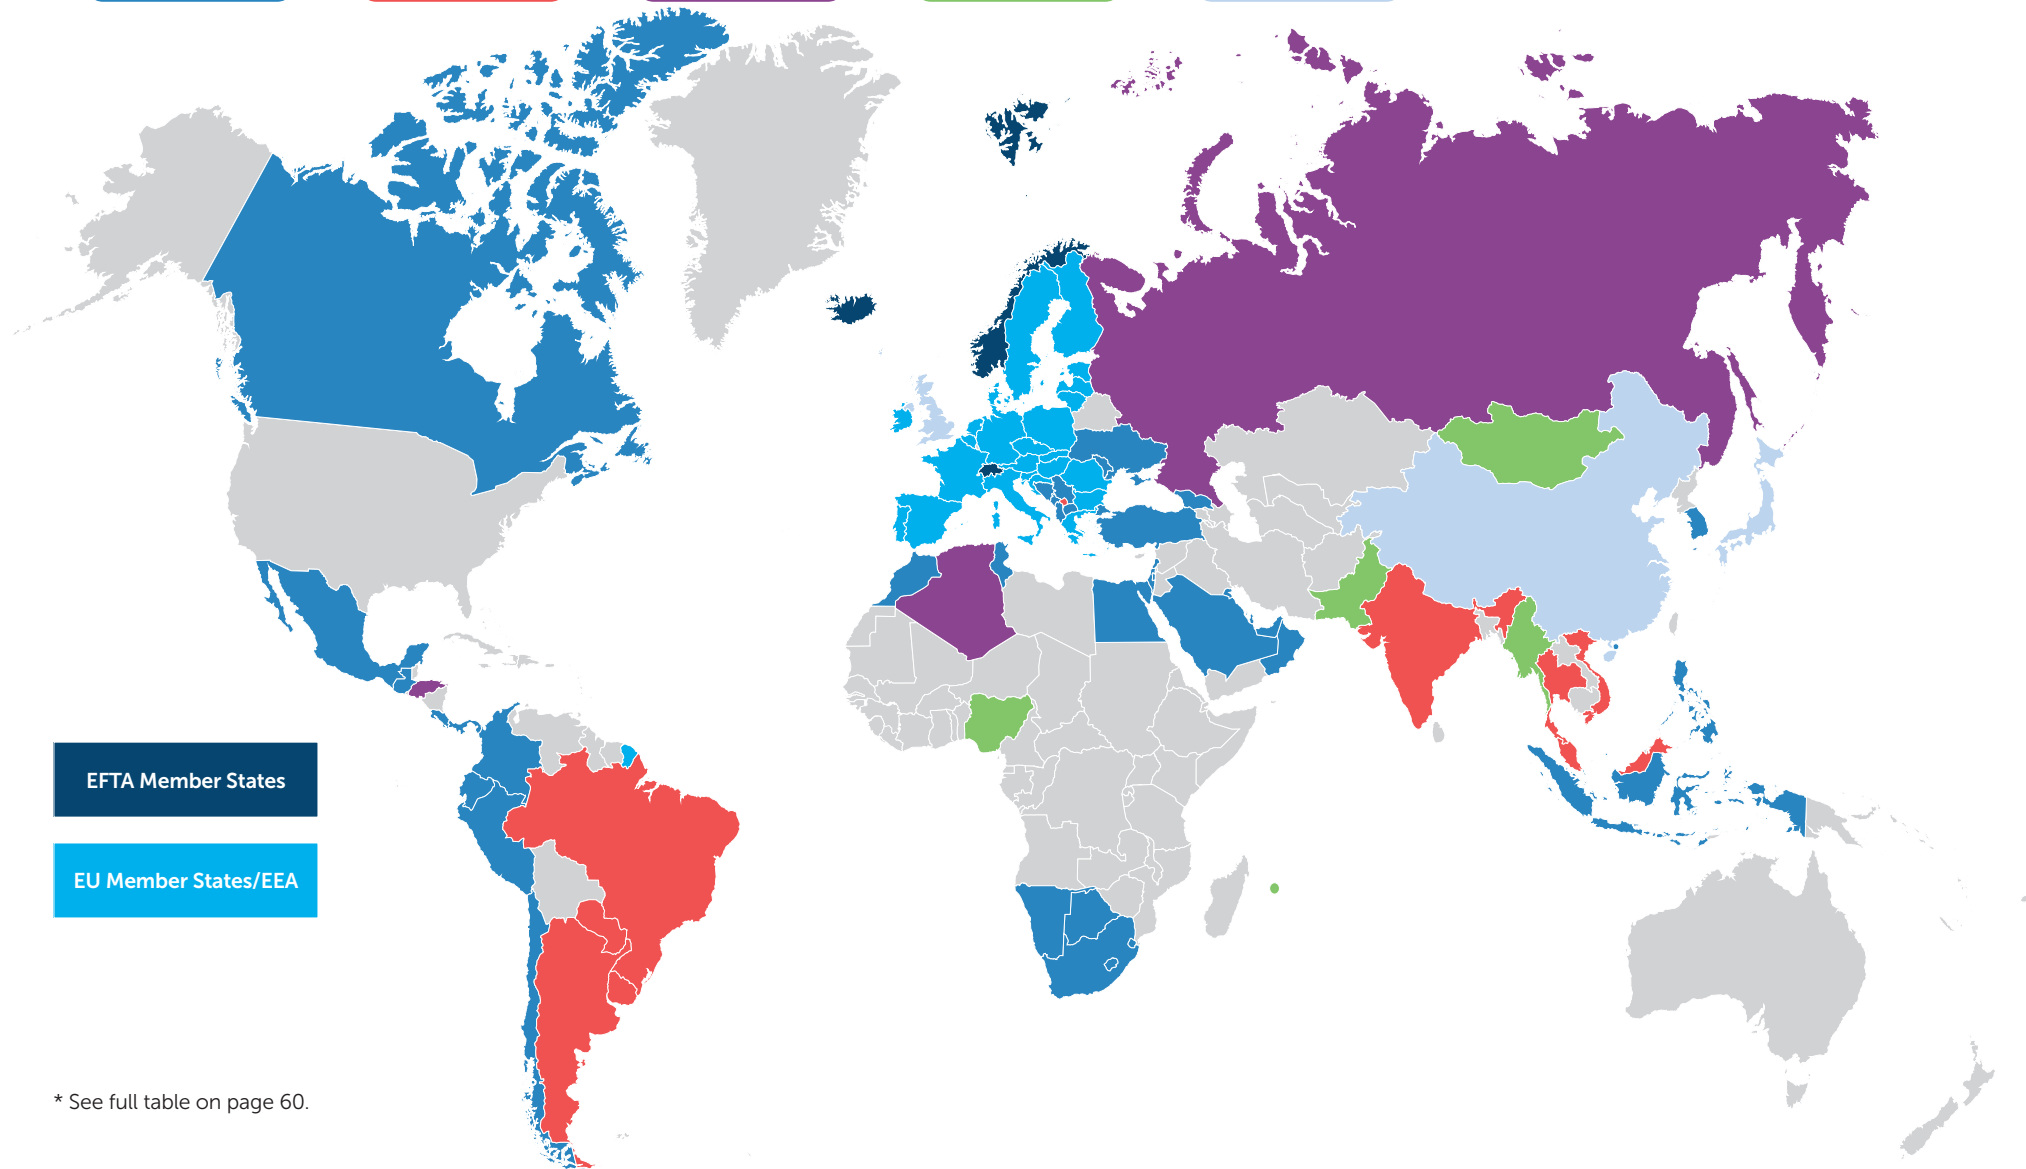 EFTA Member States
EU Member States/EEA
* See full table on page 60.